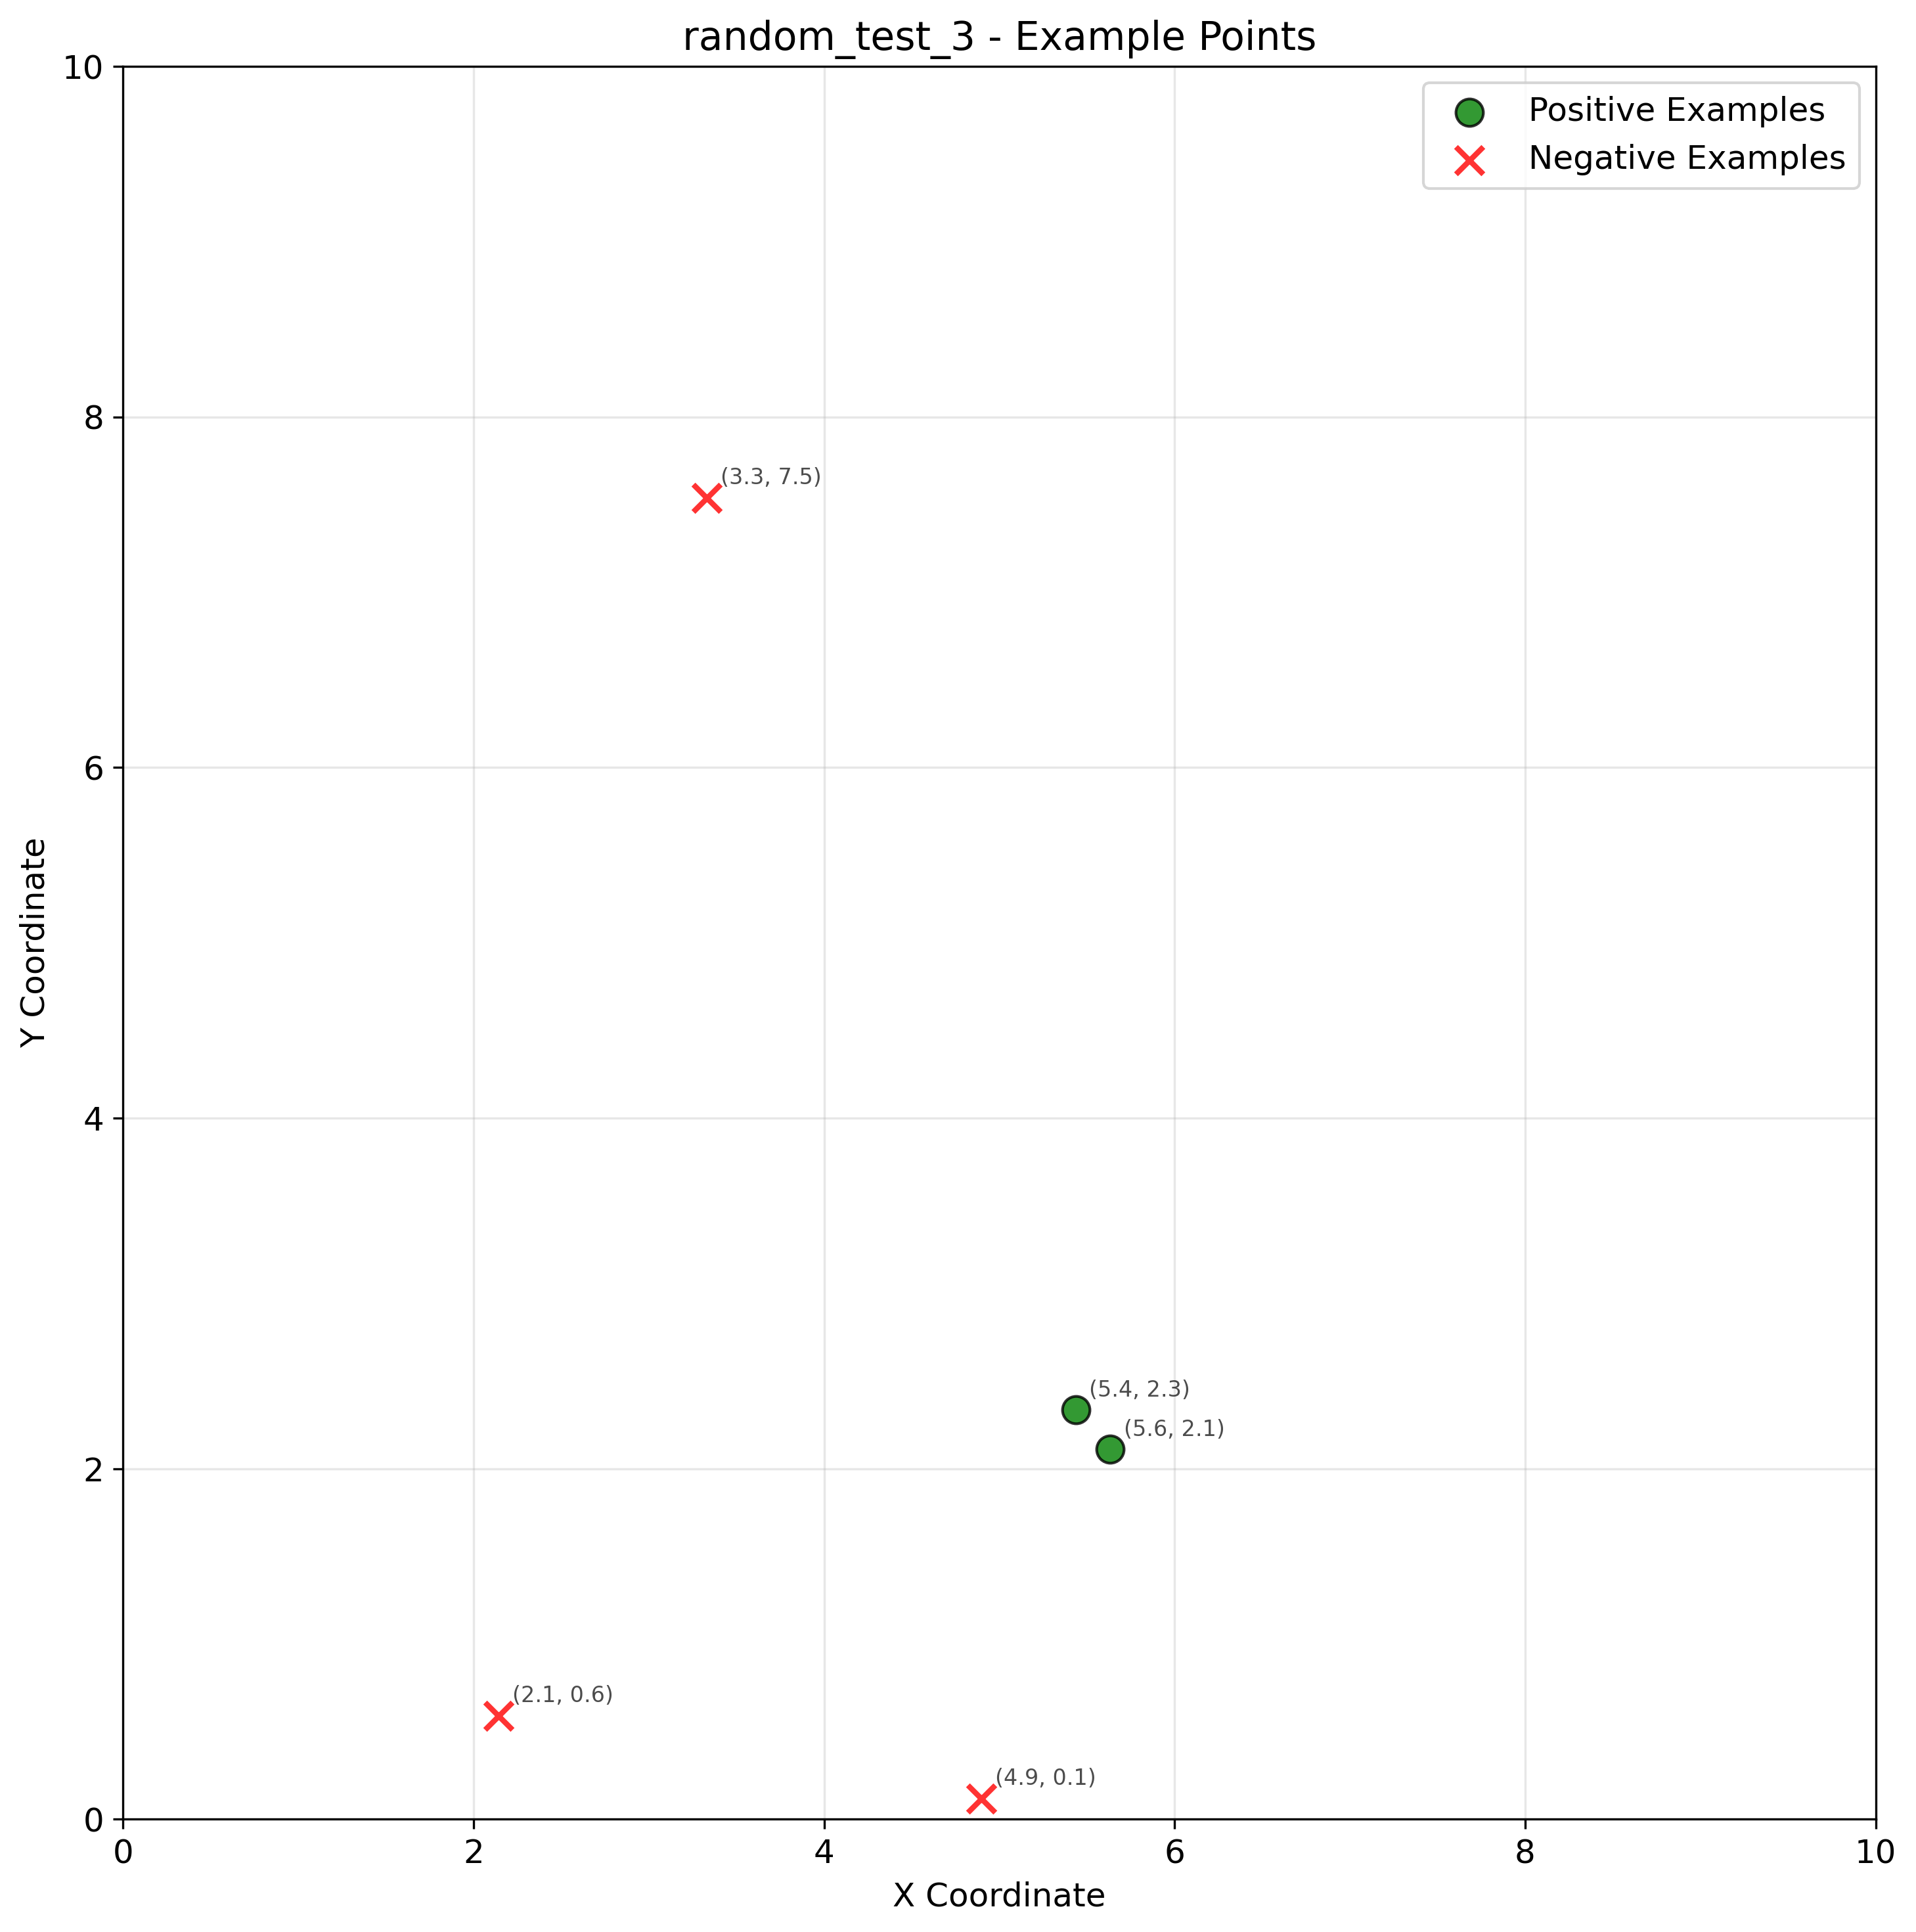 random_test_3 - Example Points
Positive Examples
Negative Examples
10
8
6
4
2
0
Y Coordinate
(3.3, 7.5)
(5.4, 2.3)
(5.6, 2.1)
(2.1, 0.6)
(4.9, 0.1)
0 2 4 6 8 10
X Coordinate